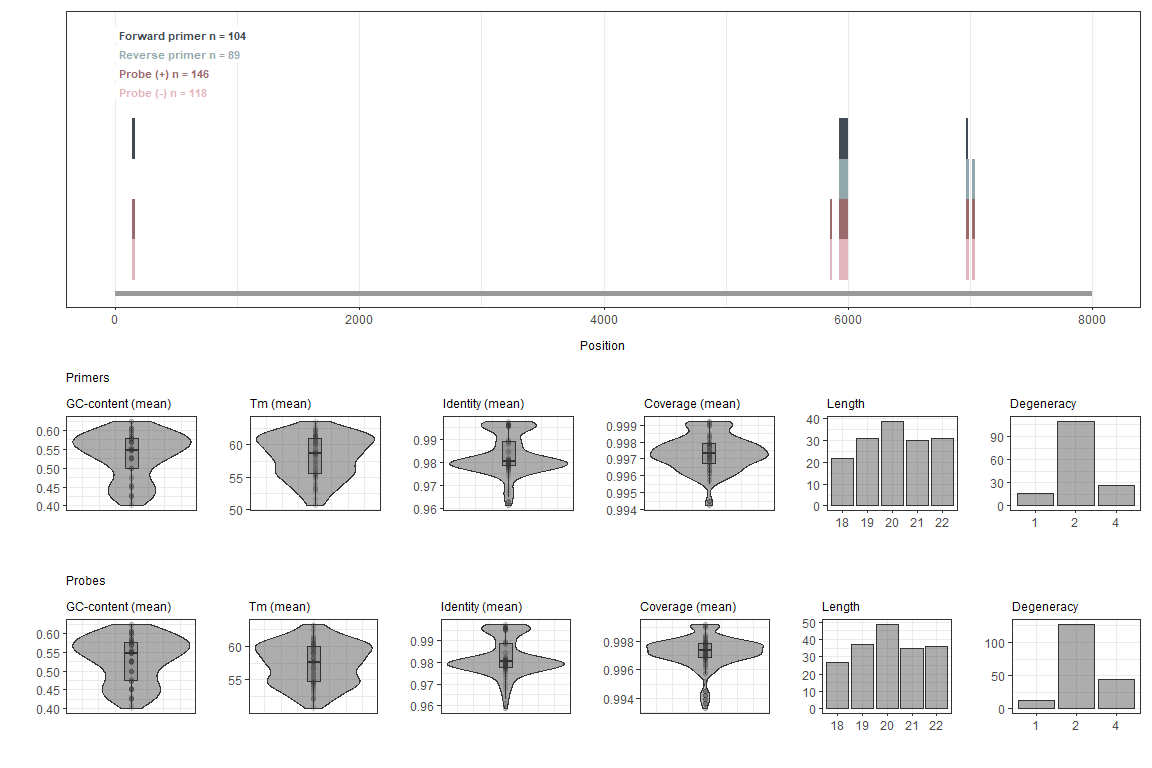 Forward primer n = 104
Reverse primer n = 89
Probe (+) n = 146
Probe (-) n = 118
0 2000 4000 6000 8000
Position
Primers
GC-content (mean) Tm (mean) Identity (mean) Coverage (mean) Length Degeneracy
0.60 0.55 0.50 0.45 0.40
60 55 50
0.99 0.98 0.97 0.96
0.999 0.998 0.997 0.996 0.995 0.994
40 30 20 10 0
90 60 30 0
18 19 20 21 22 1 2 4
Probes
GC-content (mean) Tm (mean) Identity (mean) Coverage (mean) Length Degeneracy
0.60 0.55 0.50 0.45 0.40
60 55
0.99 0.98 0.97 0.96
0.998 0.996 0.994
50 40 30 20 10 0
100 50 0
18 19 20 21 22 1 2 4